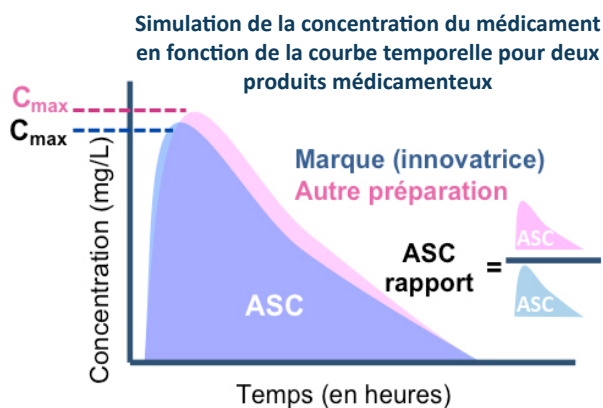 Simulation de la concentration du médicament
en fonction de la courbe temporelle pour deux
produits médicamenteux
Cmax
Cmax
Concentration (mg/L)
Marque (innovatrice)
Autre préparation
ASC
rapport
=
ASC
ASC
ASC
Temps (en heures)